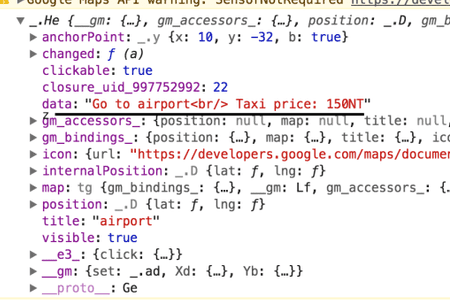 Google Maps API warning: SensorNotRequired https://develope
▼ _.He {__gm: {…}, gm_accessors_: {…}, position: _.D, gm_b
▶ anchorPoint: _.y {x: 10, y: -32, b: true}
▶ changed: ƒ (a)
clickable: true
closure_uid_997752992: 22
data: "Go to airport<br/> Taxi price: 150NT"
▶ gm_accessors_: {position: null, map: null, title: null,
▶ gm_bindings_: {position: {…}, map: {…}, title: {…}, ico
▶ icon: {url: "https://developers.google.com/maps/documen
▶ internalPosition: _.D {lat: ƒ, lng: ƒ}
▶ map: tg {gm_bindings_: {…}, __gm: Lf, gm_accessors_: {…
▶ position: _.D {lat: ƒ, lng: ƒ}
title: "airport"
visible: true
▶ __e3_: {click: {…}}
▶ __gm: {set: _.ad, Xd: {…}, Yb: {…}}
▶ __proto__: Ge